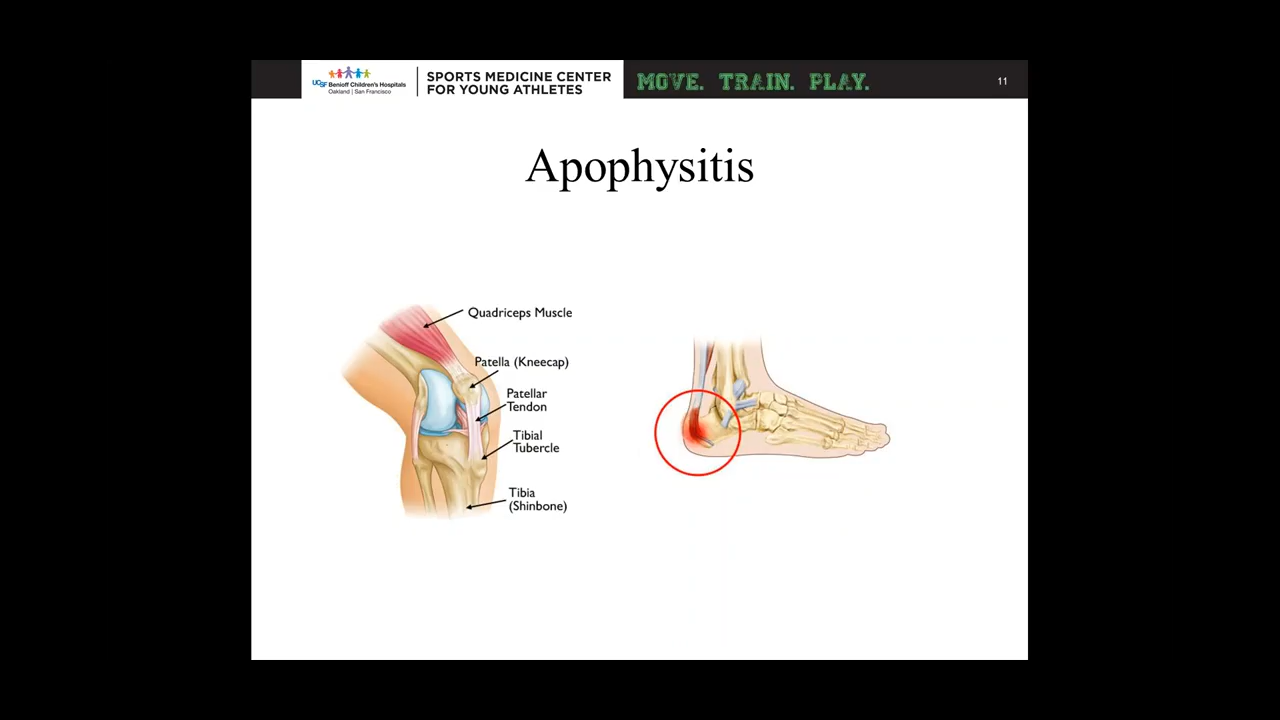 UCSF Benioff Children's Hospitals
Oakland | San Francisco
SPORTS MEDICINE CENTER
FOR YOUNG ATHLETES
MOVE. TRAIN. PLAY.
11
Apophysitis
Quadriceps Muscle
Patella (Kneecap)
Patellar
Tendon
Tibial
Tubercle
Tibia
(Shinbone)